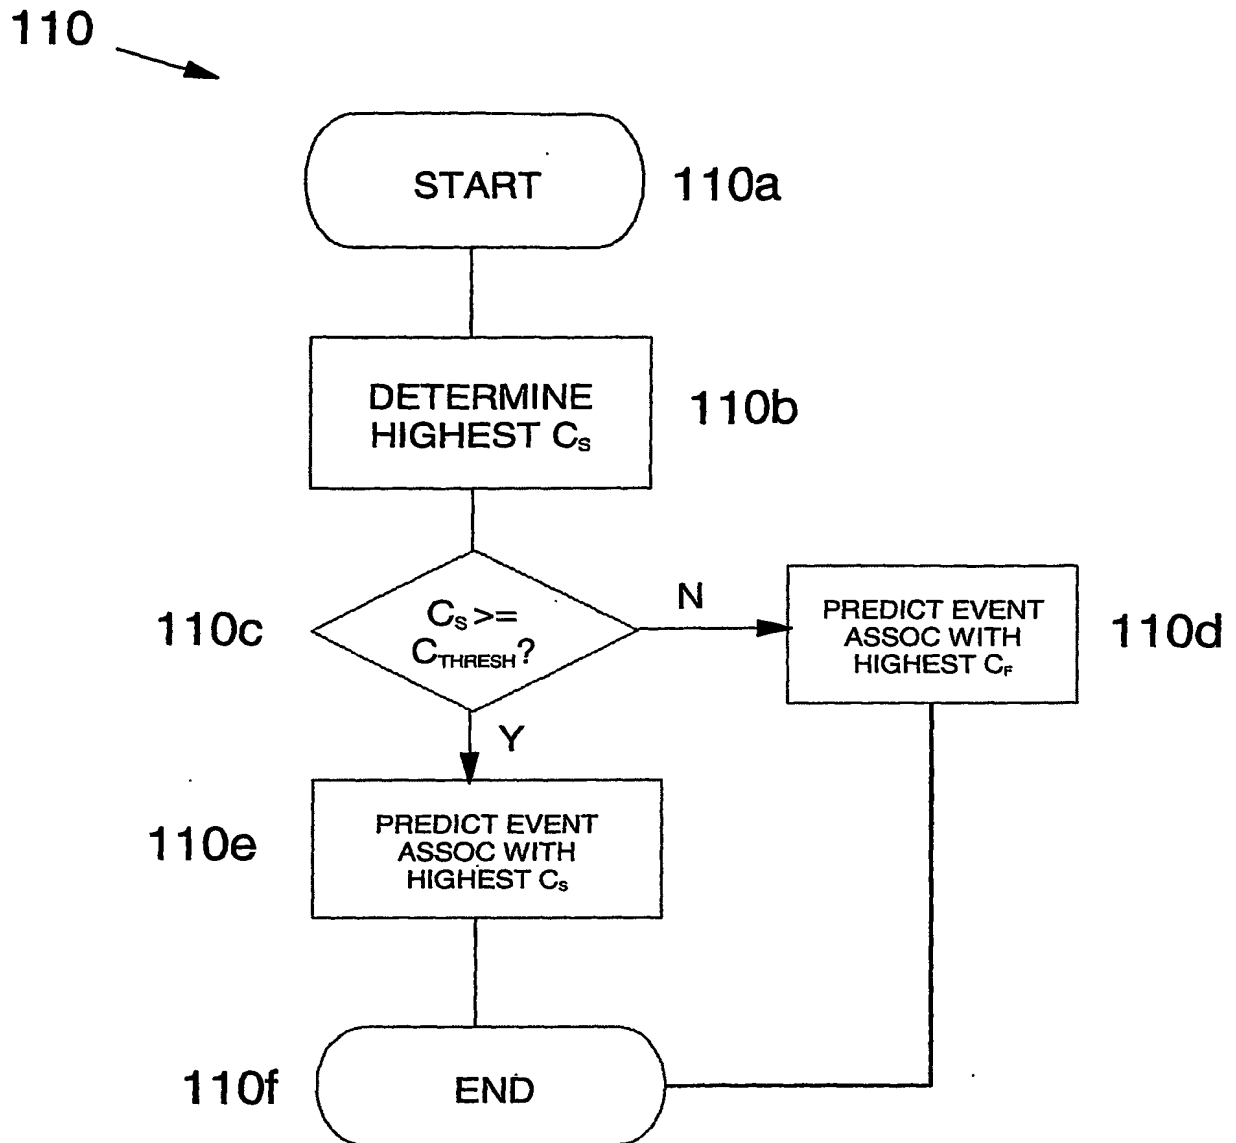 110
START
110a
DETERMINE
HIGHEST Cs
110b
110c
Cs >=
CTHRESH?
N
PREDICT EVENT
ASSOC WITH
HIGHEST CF
110d
Y
110e
PREDICT EVENT
ASSOC WITH
HIGHEST Cs
110f
END